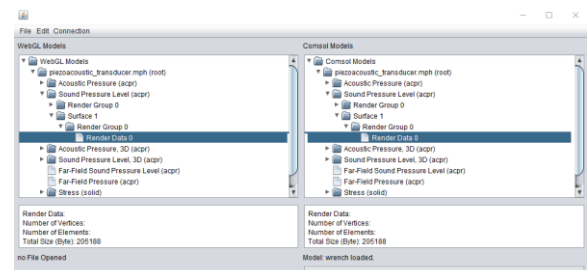 File Edit Connection
WebGL Models
WebGL Models
piezoacoustic_transducer.mph (root)
Acoustic Pressure (acpr)
Sound Pressure Level (acpr)
Render Group 0
Surface 1
Render Group 0
Render Data 0
Acoustic Pressure, 3D (acpr)
Sound Pressure Level, 3D (acpr)
Far-Field Sound Pressure Level (acpr)
Far-Field Pressure (acpr)
Stress (solid)
Render Data:
Number of Vertices:
Number of Elements:
Total Size (Byte): 205188
no File Opened
Comsol Models
Comsol Models
piezoacoustic_transducer.mph (root)
Acoustic Pressure (acpr)
Sound Pressure Level (acpr)
Render Group 0
Surface 1
Render Group 0
Render Data 0
Acoustic Pressure, 3D (acpr)
Sound Pressure Level, 3D (acpr)
Far-Field Sound Pressure Level (acpr)
Far-Field Pressure (acpr)
Stress (solid)
Render Data:
Number of Vertices:
Number of Elements:
Total Size (Byte): 205188
Model: wrench loaded.